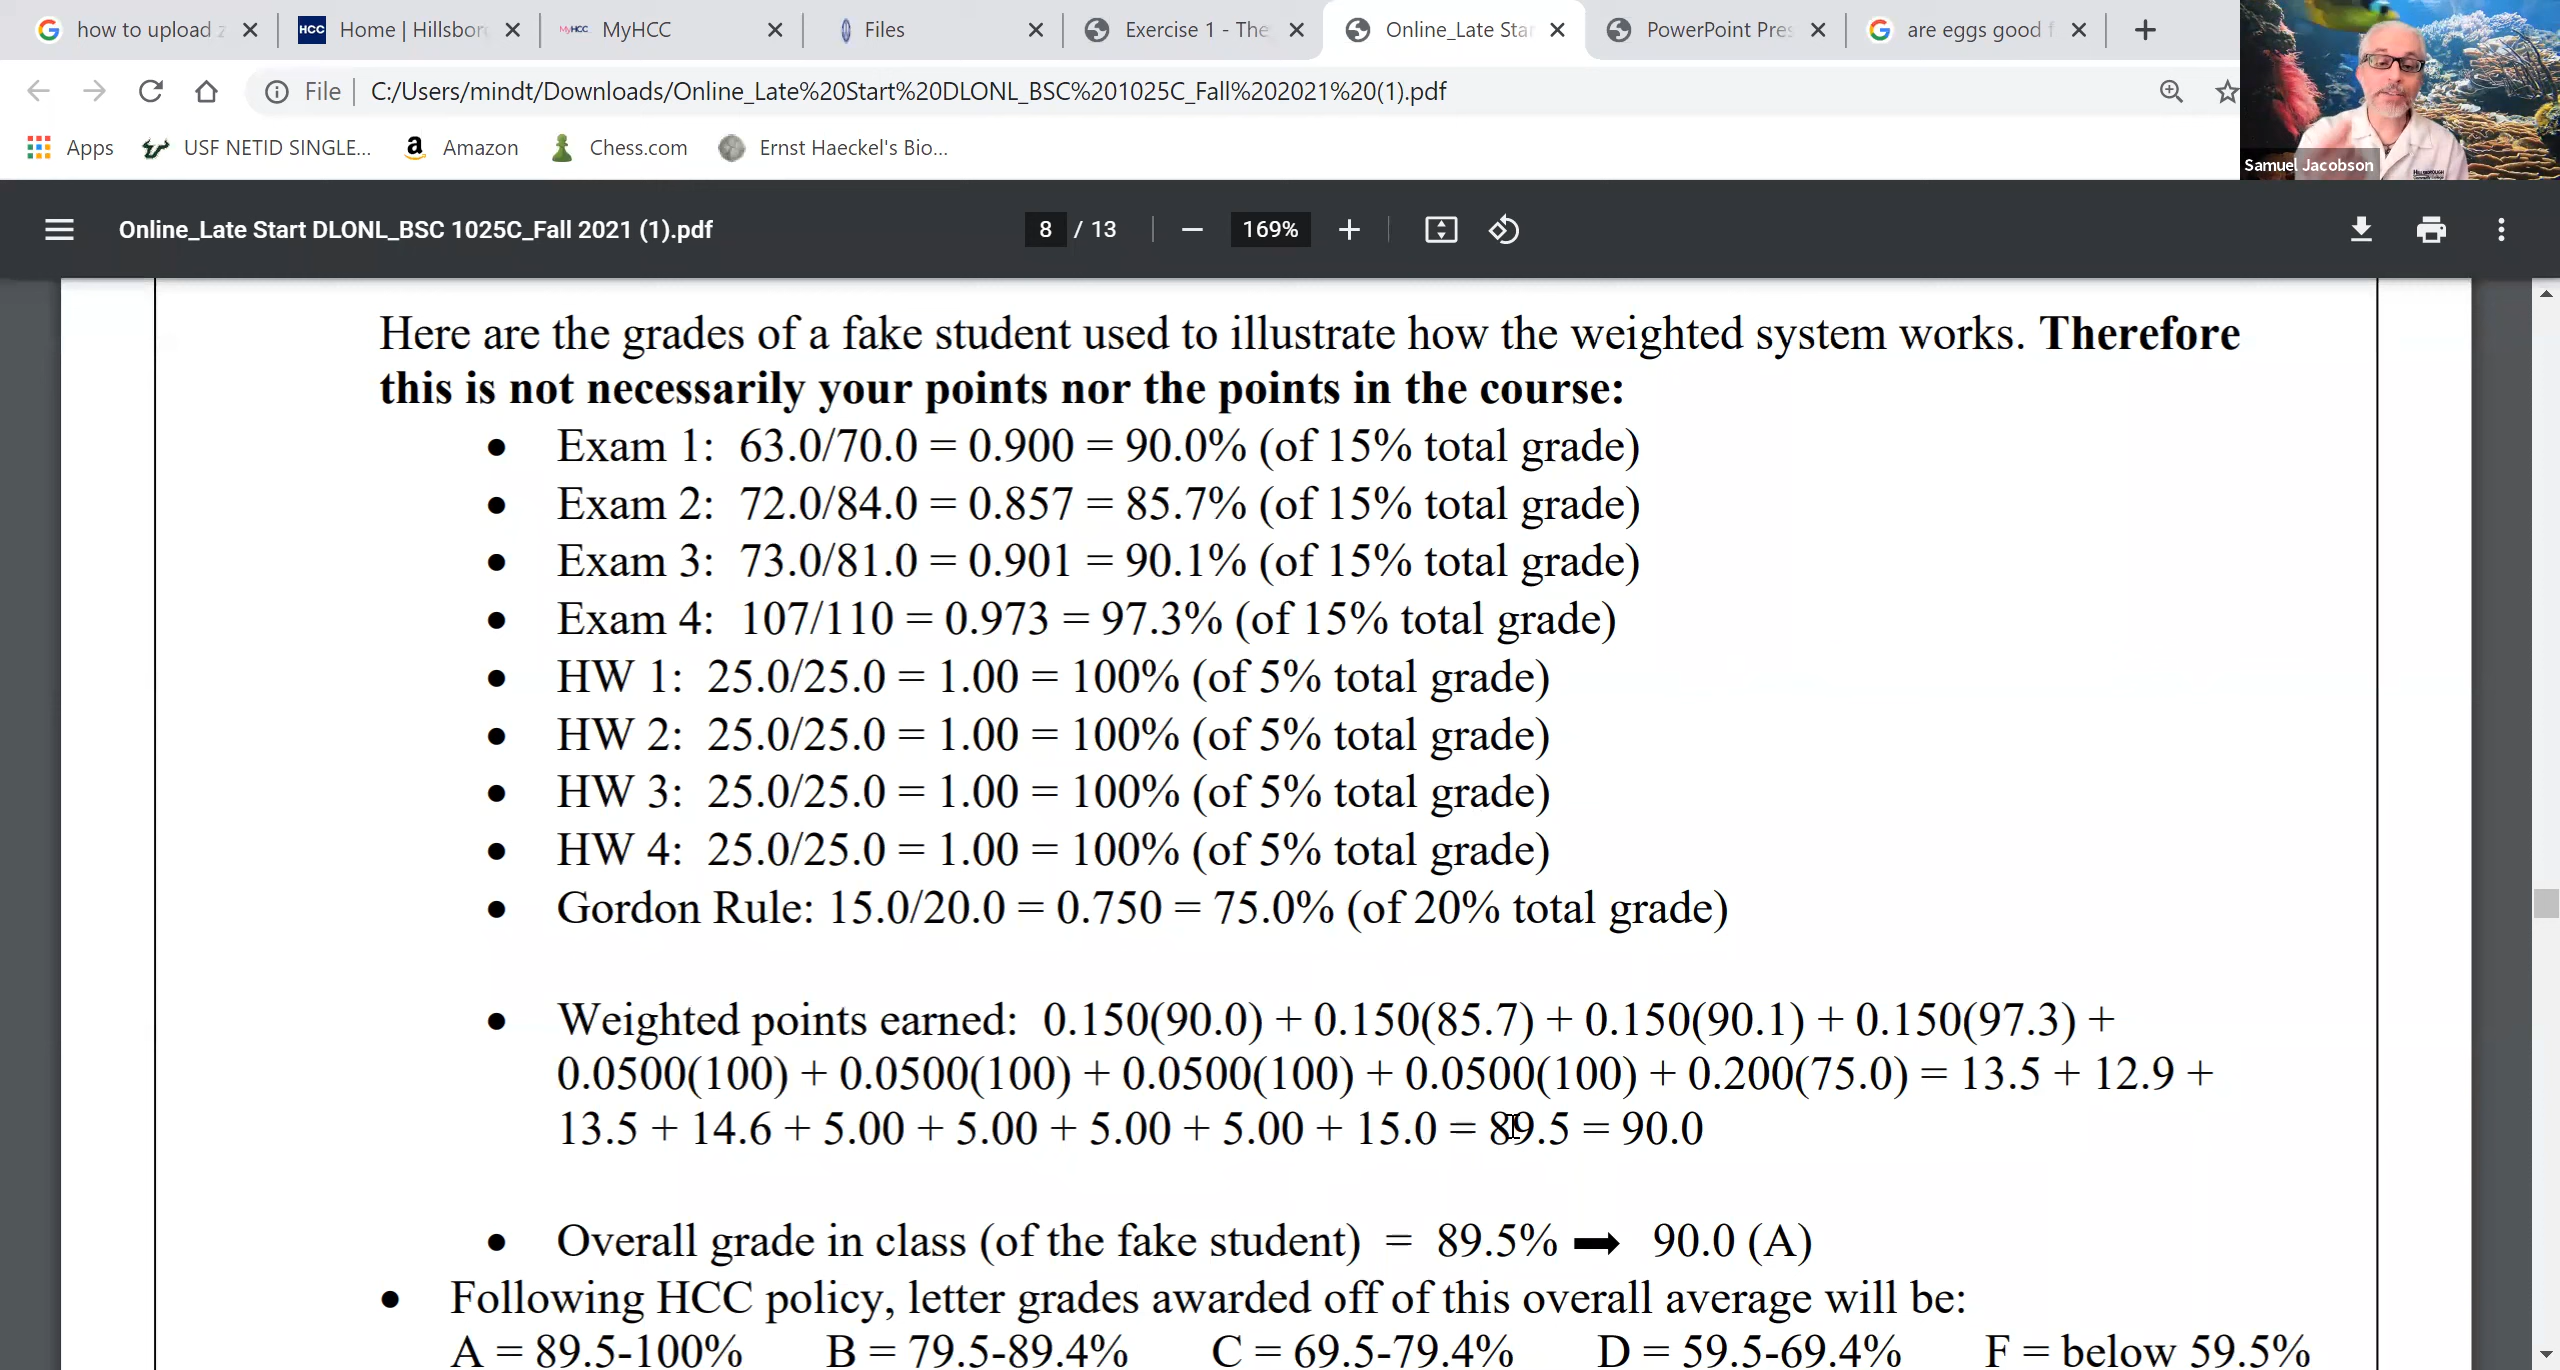 how to upload z
HCC Home | Hillsbor
MyHCC MyHCC
Files
Exercise 1 - The
Online_Late Star
PowerPoint Pres
are eggs good f
File C:/Users/mindt/Downloads/Online_Late%20Start%20DLONL_BSC%201025C_Fall%202021%20(1).pdf
Apps USF NETID SINGLE... Amazon Chess.com Ernst Haeckel's Bio...
Samuel Jacobson
Online_Late Start DLONL_BSC 1025C_Fall 2021 (1).pdf 8 / 13 169%
Here are the grades of a fake student used to illustrate how the weighted system works. Therefore
this is not necessarily your points nor the points in the course:
• Exam 1: 63.0/70.0 = 0.900 = 90.0% (of 15% total grade)
• Exam 2: 72.0/84.0 = 0.857 = 85.7% (of 15% total grade)
• Exam 3: 73.0/81.0 = 0.901 = 90.1% (of 15% total grade)
• Exam 4: 107/110 = 0.973 = 97.3% (of 15% total grade)
• HW 1: 25.0/25.0 = 1.00 = 100% (of 5% total grade)
• HW 2: 25.0/25.0 = 1.00 = 100% (of 5% total grade)
• HW 3: 25.0/25.0 = 1.00 = 100% (of 5% total grade)
• HW 4: 25.0/25.0 = 1.00 = 100% (of 5% total grade)
• Gordon Rule: 15.0/20.0 = 0.750 = 75.0% (of 20% total grade)
• Weighted points earned: 0.150(90.0) + 0.150(85.7) + 0.150(90.1) + 0.150(97.3) +
0.0500(100) + 0.0500(100) + 0.0500(100) + 0.0500(100) + 0.200(75.0) = 13.5 + 12.9 +
13.5 + 14.6 + 5.00 + 5.00 + 5.00 + 5.00 + 15.0 = 89.5 = 90.0
• Overall grade in class (of the fake student) = 89.5% ➡ 90.0 (A)
• Following HCC policy, letter grades awarded off of this overall average will be:
A = 89.5-100% B = 79.5-89.4% C = 69.5-79.4% D = 59.5-69.4% F = below 59.5%